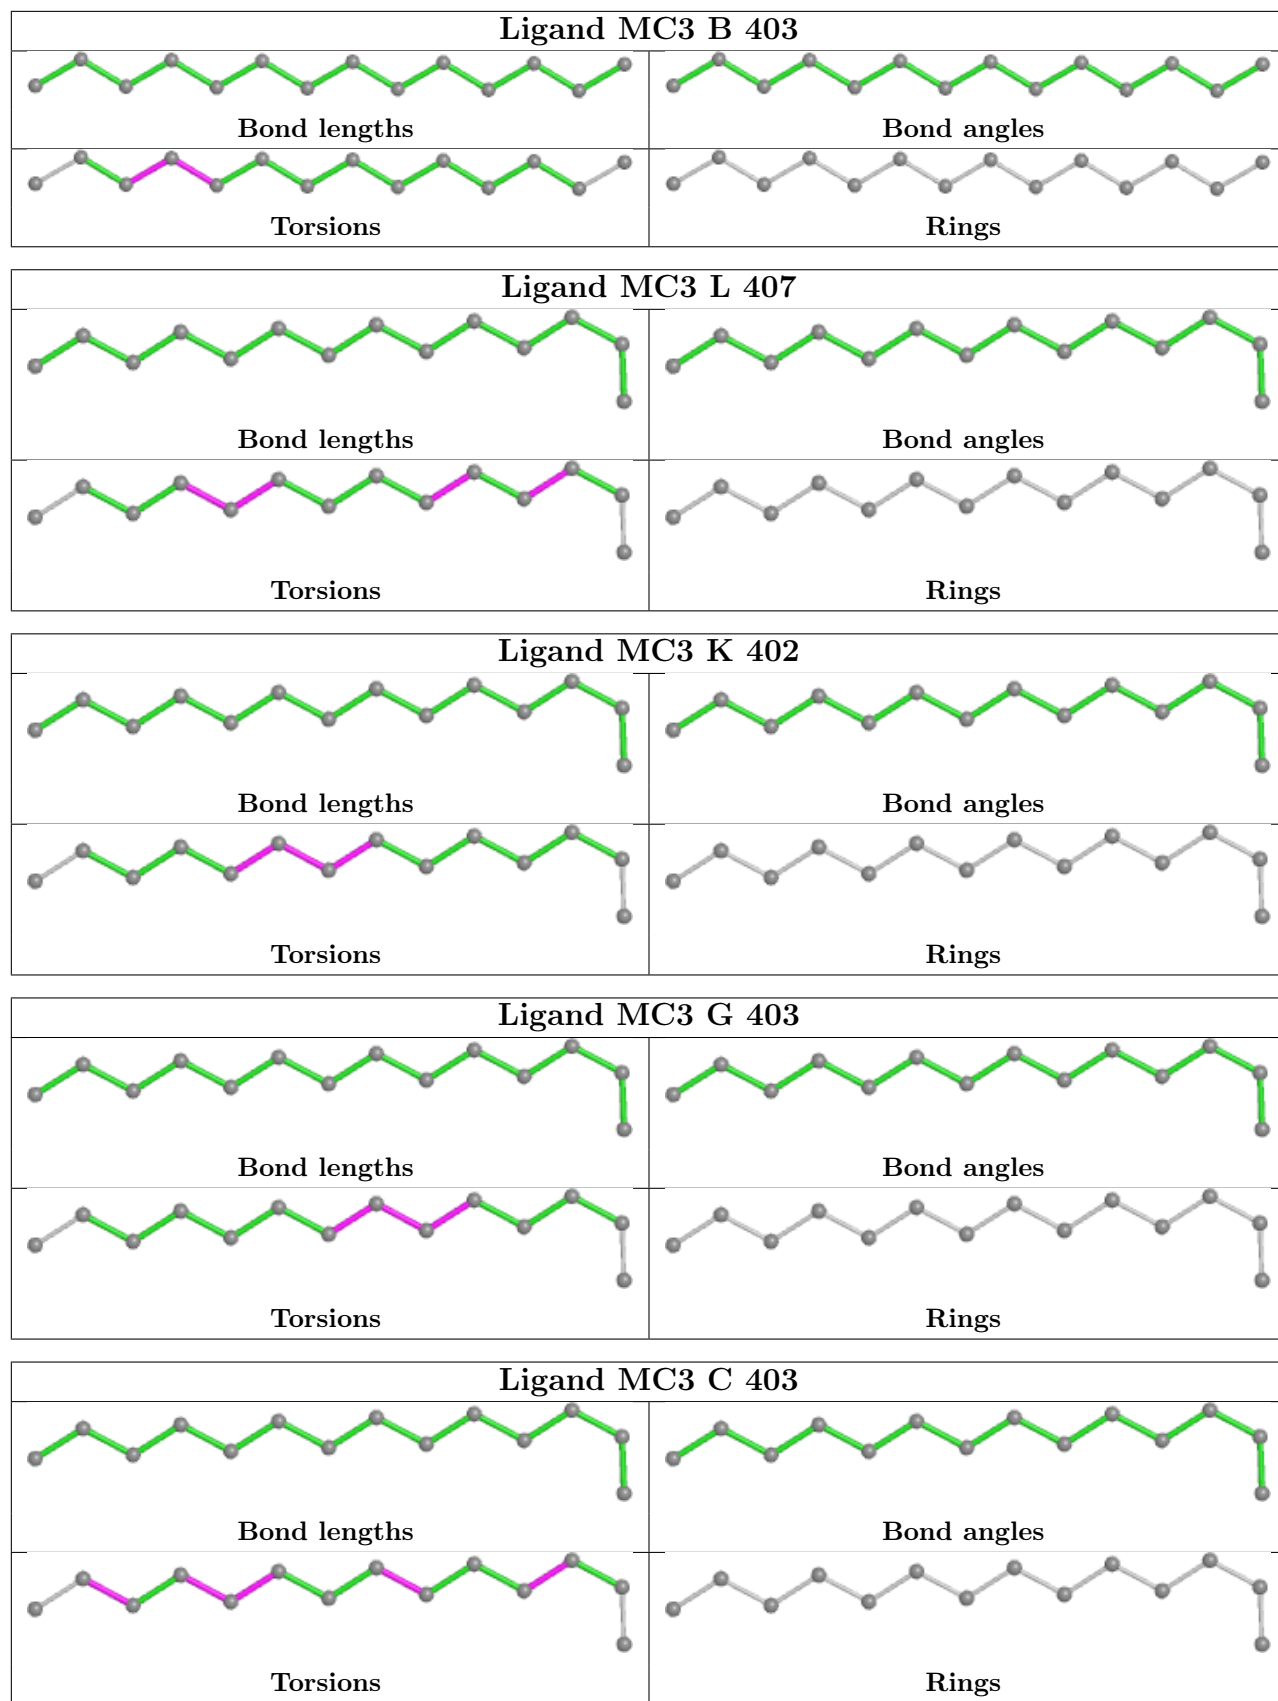 Ligand MC3 B 403
Bond lengths
Bond angles
Torsions
Rings
Ligand MC3 L 407
Bond lengths
Bond angles
Torsions
Rings
Ligand MC3 K 402
Bond lengths
Bond angles
Torsions
Rings
Ligand MC3 G 403
Bond lengths
Bond angles
Torsions
Rings
Ligand MC3 C 403
Bond lengths
Bond angles
Torsions
Rings